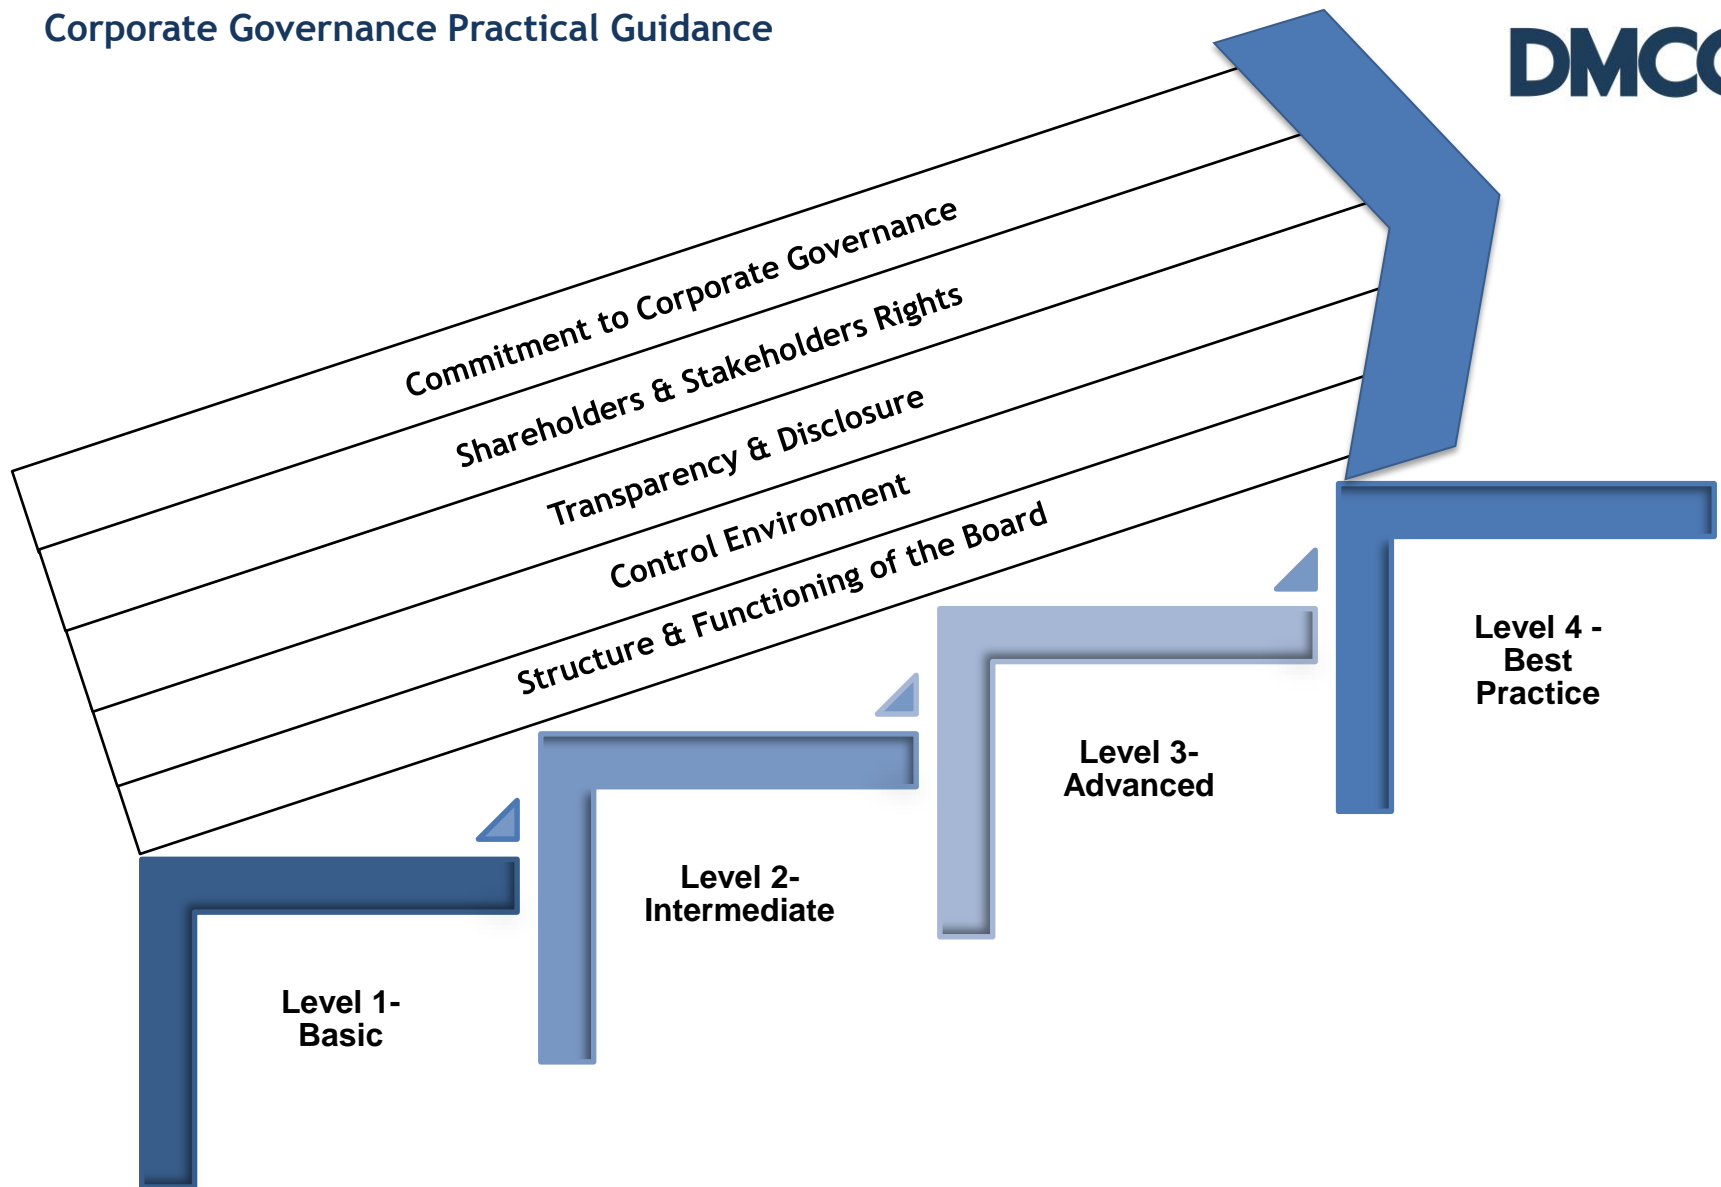 Corporate Governance Practical Guidance
DMCC
Commitment to Corporate Governance
Shareholders & Stakeholders Rights
Transparency & Disclosure
Control Environment
Structure & Functioning of the Board
Level 4 -
Best
Practice
Level 3-
Advanced
Level 2-
Intermediate
Level 1-
Basic